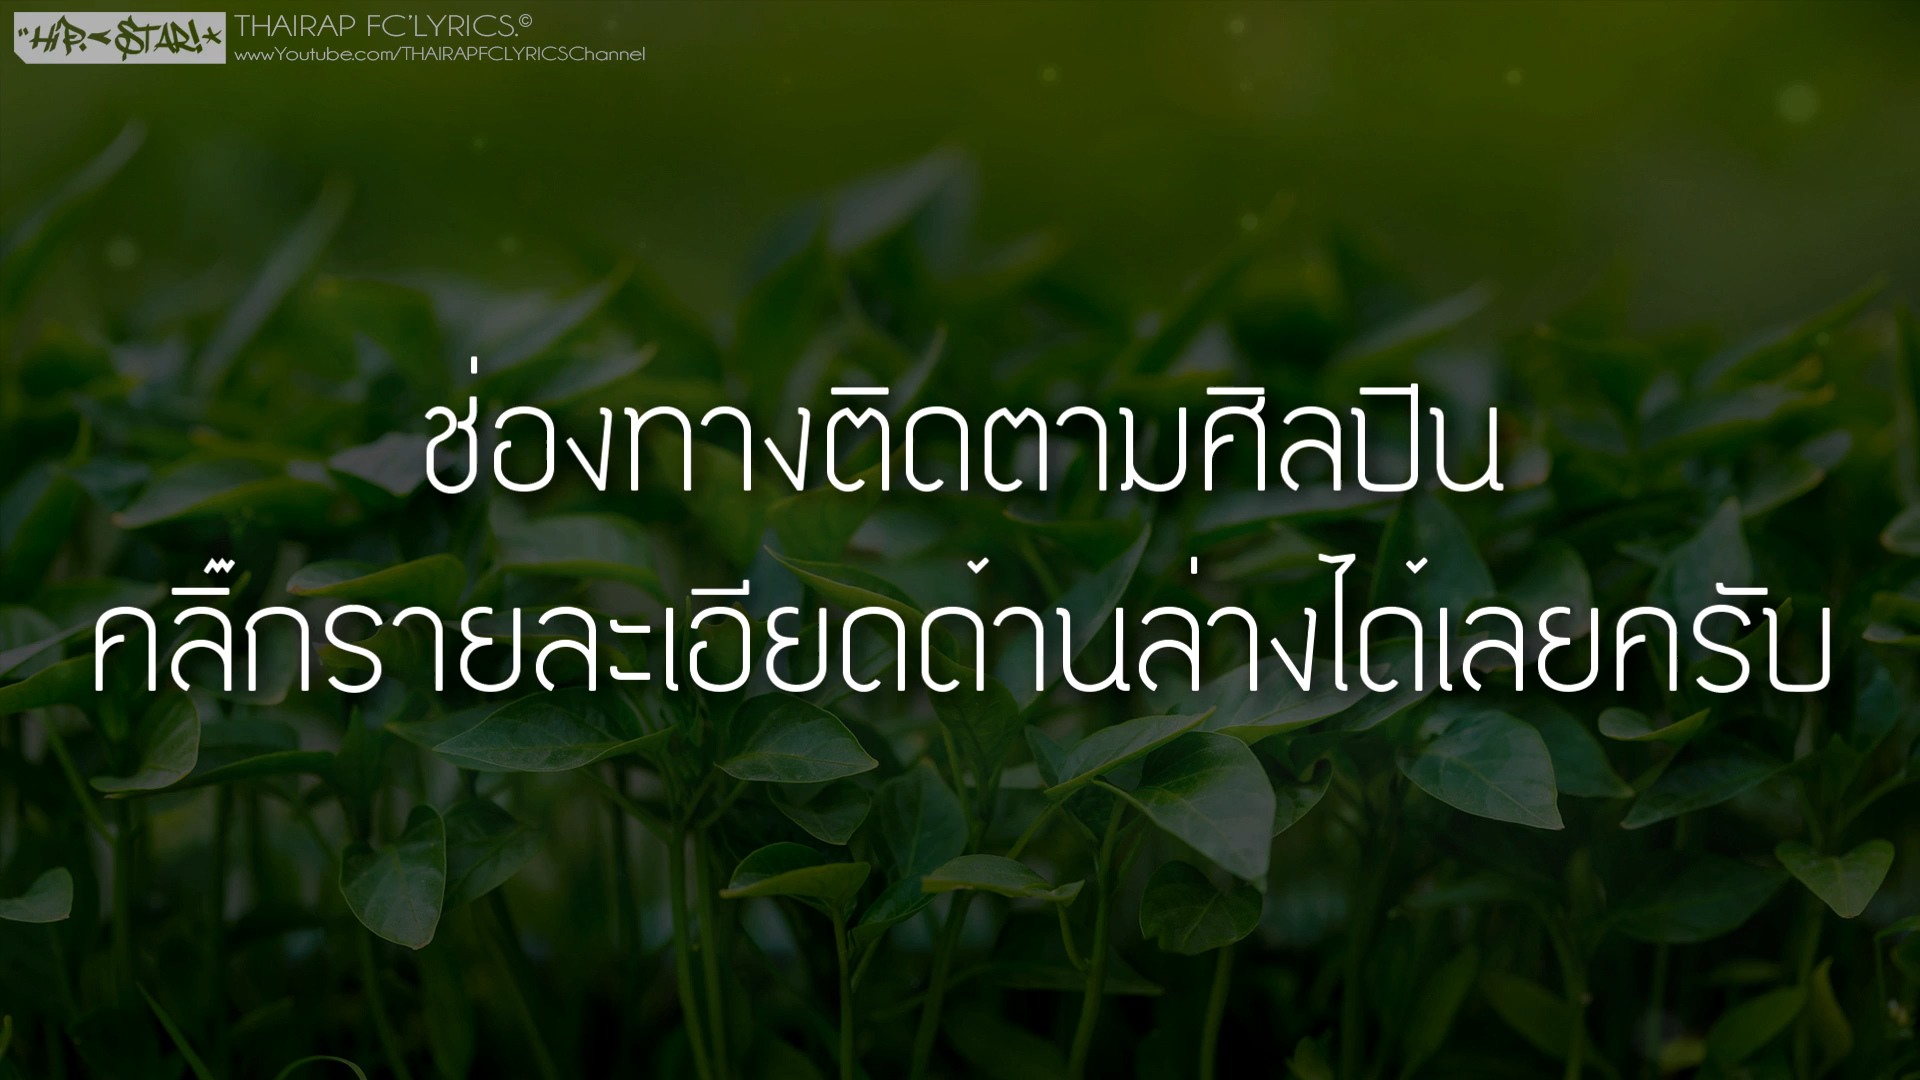 "HiP.-<STAR!*
THAIRAP FC'LYRICS.©
www.Youtube.com/THAIRAPFCLYRICSChannel
ช่องทางติดตามศิลปิน
คลิ๊กรายละเอียดด้านล่างได้เลยครับ